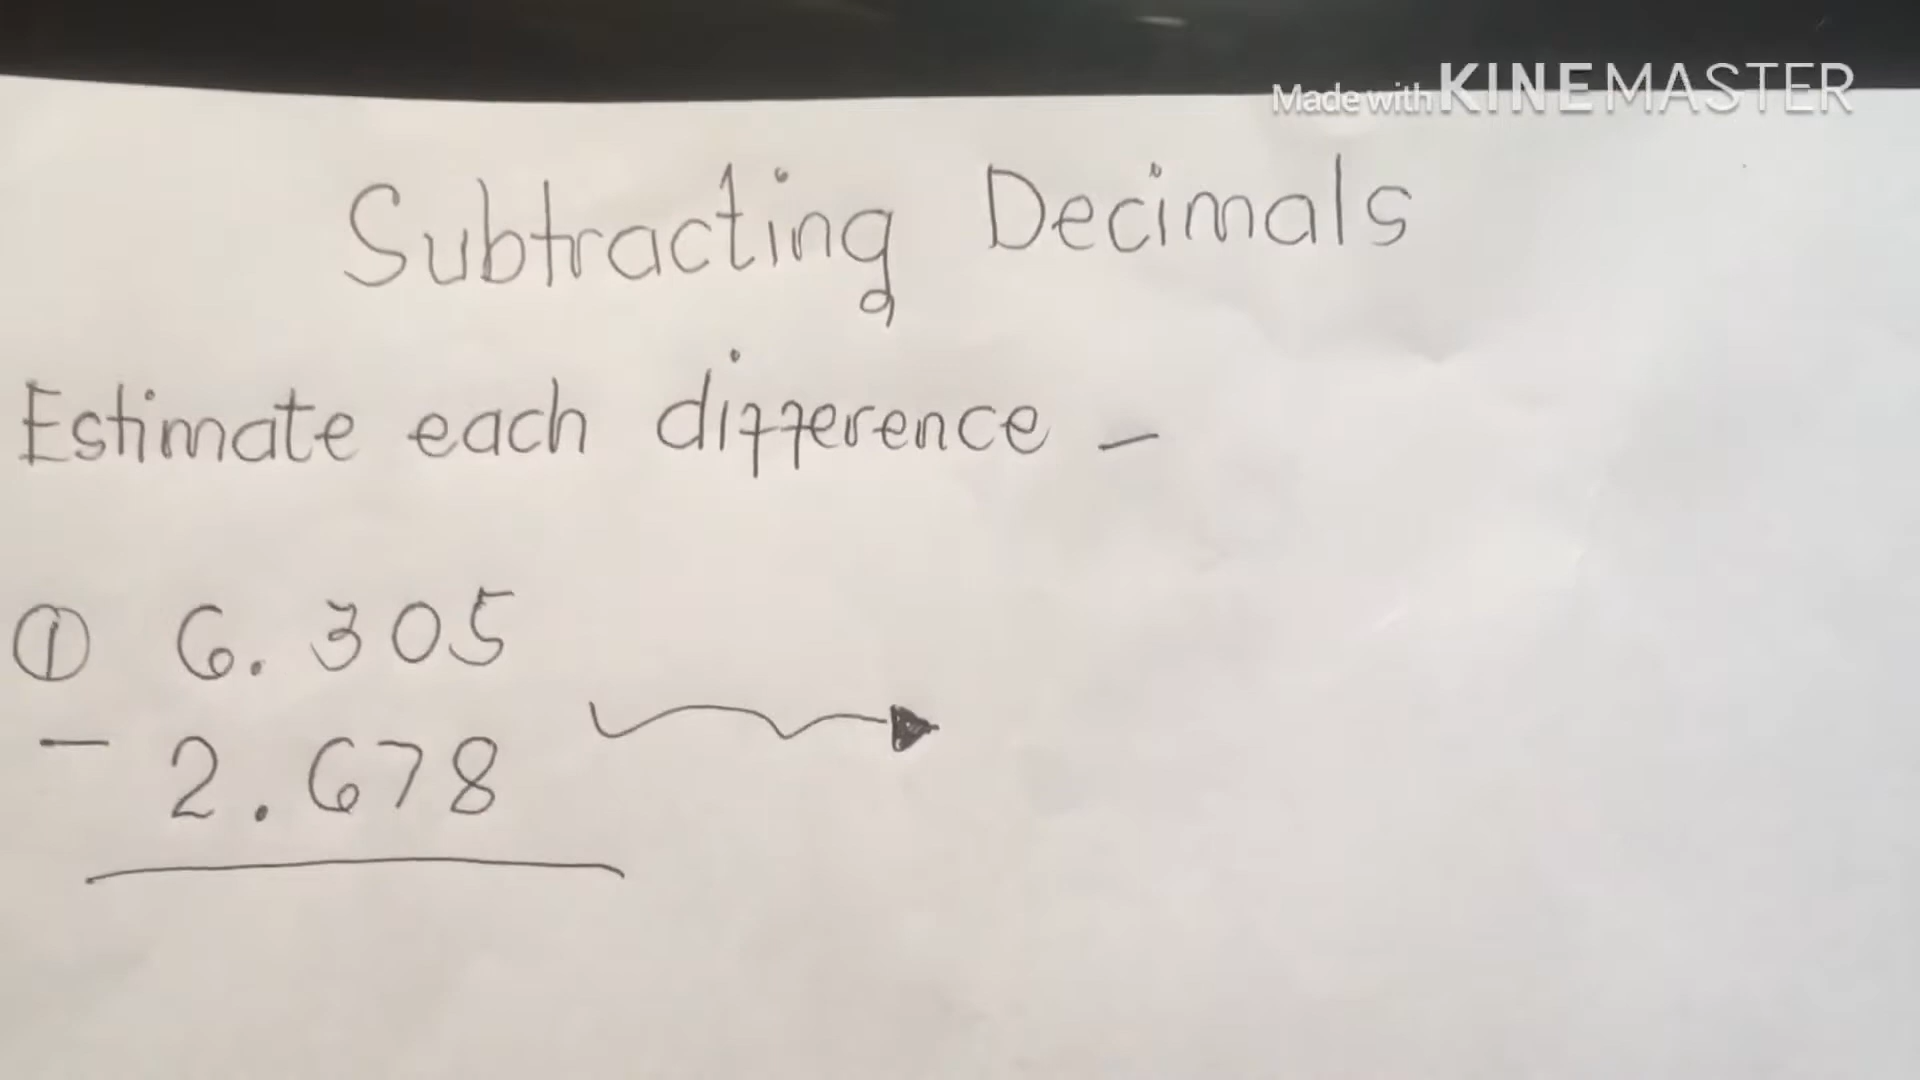 Made with KINEMASTER
Subtracting Decimals
Estimate each difference -
① 6.305
- 2.678